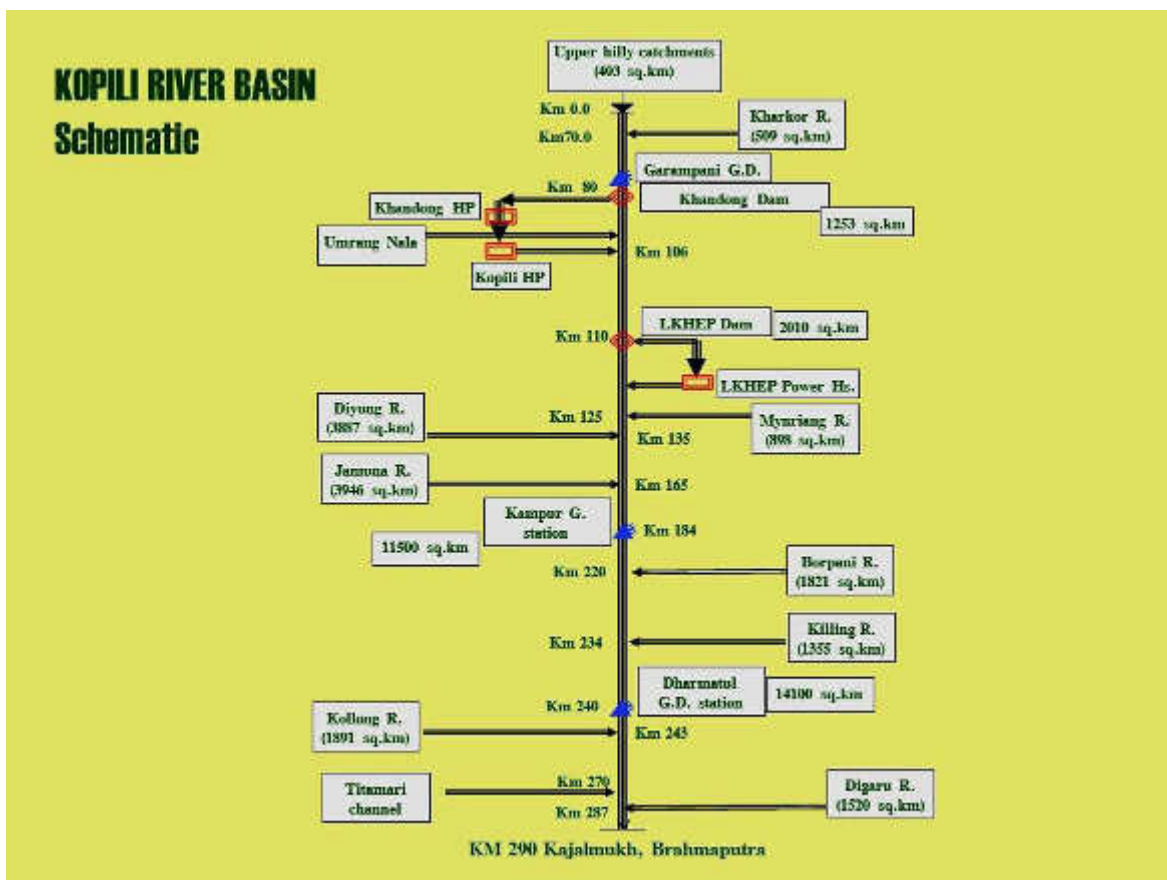 KOPILI RIVER BASIN
Schematic
Upper hilly catchments
(403 sq.km)
Km 0.0
Kharkor R.
(509 sq.km)
Km70.0
Garampani G.D.
Km 80
Khandong Dam
Khandong HP
1253 sq.km
Umrang Nala
Km 106
Kopili HP
LKHEP Dam
2010 sq.km
Km 110
LKHEP Power Hs.
Diyung R.
(3887 sq.km)
Km 125
Mynriang R.
(898 sq.km)
Km 135
Jamuna R.
(3946 sq.km)
Km 165
Kampur G.
station
Km 184
11500 sq.km
Borpani R.
(1821 sq.km)
Km 220
Killing R.
(1355 sq.km)
Km 234
Dharmatul
G.D. station
14100 sq.km
Km 240
Kollong R.
(1891 sq.km)
Km 243
Titamari
channel
Km 270
Digaru R.
(1520 sq.km)
Km 287
KM 290 Kajalmukh, Brahmaputra